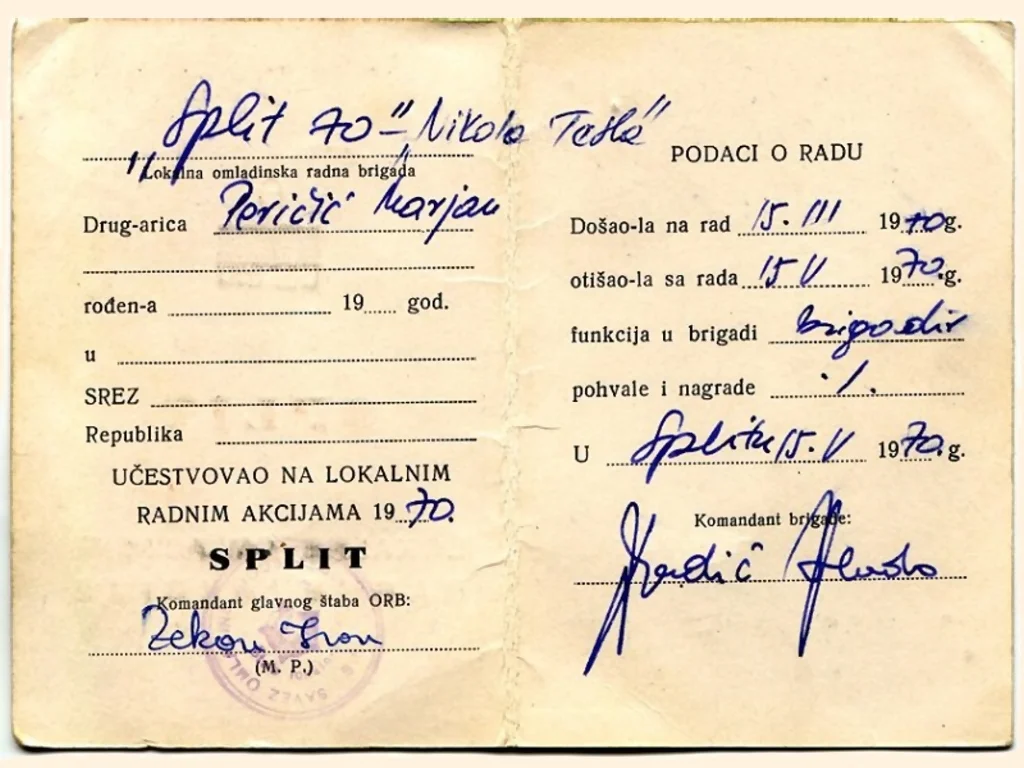 "Split 70" - "Nikola Tesla"
Lokalna omladinska radna brigada
Drug-arica Peričić Marjan
rođen-a 19 god.
u
SREZ
Republika
UČESTVOVAO NA LOKALNIM
RADNIM AKCIJAMA 1970.
SPLIT
Komandant glavnog štaba ORB:
(M. P.)
SAVEZ OML
PODACI O RADU
Došao-la na rad 15. III 1970 g.
otišao-la sa rada 15 V 1970. g.
funkcija u brigadi brigadir
pohvale i nagrade ./.
U Splitu 15. V 1970. g.
Komandant brigade: